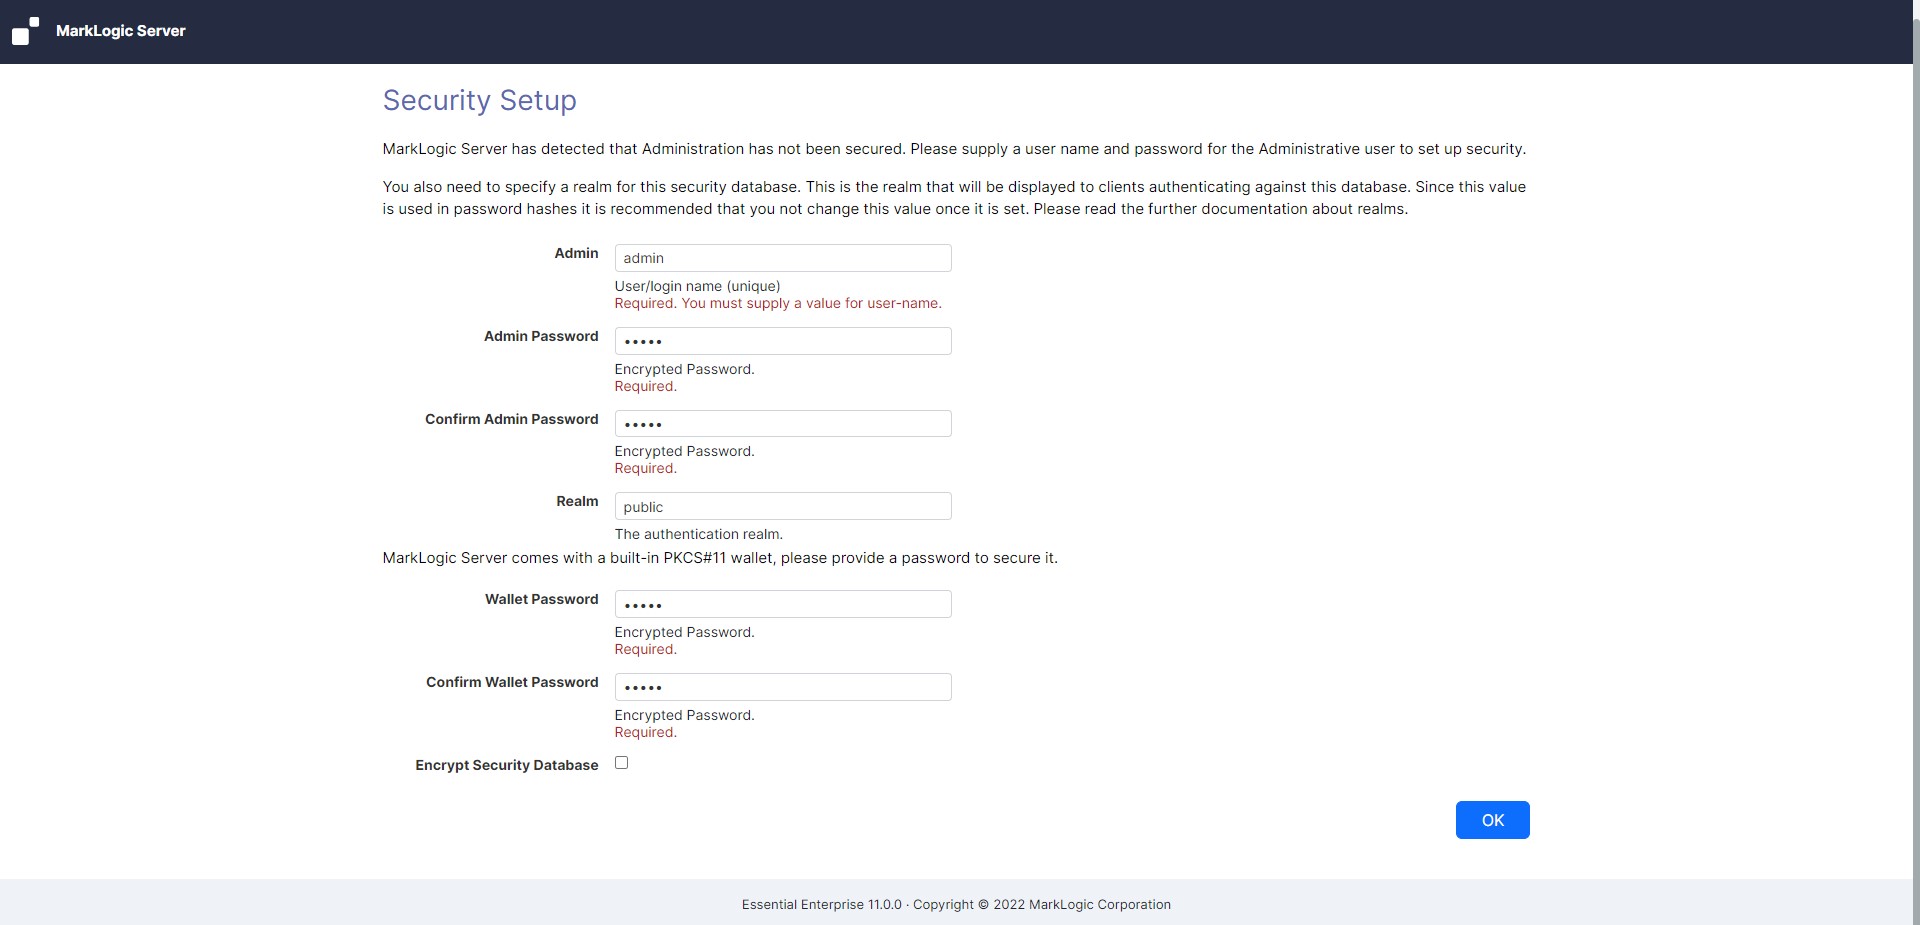 MarkLogic Server
Security Setup
MarkLogic Server has detected that Administration has not been secured. Please supply a user name and password for the Administrative user to set up security.
You also need to specify a realm for this security database. This is the realm that will be displayed to clients authenticating against this database. Since this value
is used in password hashes it is recommended that you not change this value once it is set. Please read the further documentation about realms.
Admin
admin
User/login name (unique)
Required. You must supply a value for user-name.
Admin Password
•••••
Encrypted Password.
Required.
Confirm Admin Password
•••••
Encrypted Password.
Required.
Realm
public
The authentication realm.
MarkLogic Server comes with a built-in PKCS#11 wallet, please provide a password to secure it.
Wallet Password
•••••
Encrypted Password.
Required.
Confirm Wallet Password
•••••
Encrypted Password.
Required.
Encrypt Security Database
OK
Essential Enterprise 11.0.0 · Copyright © 2022 MarkLogic Corporation